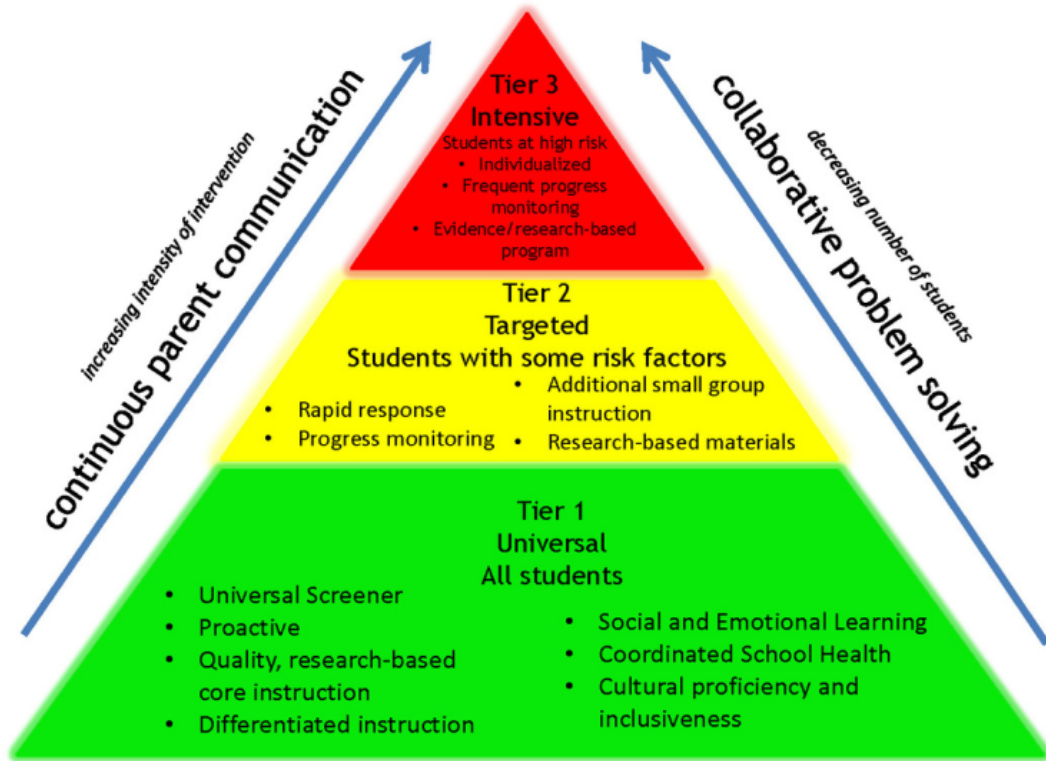 continuous parent communication
increasing intensity of intervention
collaborative problem solving
decreasing number of students
Tier 3
Intensive
Students at high risk
• Individualized
• Frequent progress
monitoring
• Evidence/research-based
program
Tier 2
Targeted
Students with some risk factors
• Rapid response
• Progress monitoring
• Additional small group
instruction
• Research-based materials
Tier 1
Universal
All students
• Universal Screener
• Proactive
• Quality, research-based
core instruction
• Differentiated instruction
• Social and Emotional Learning
• Coordinated School Health
• Cultural proficiency and
inclusiveness